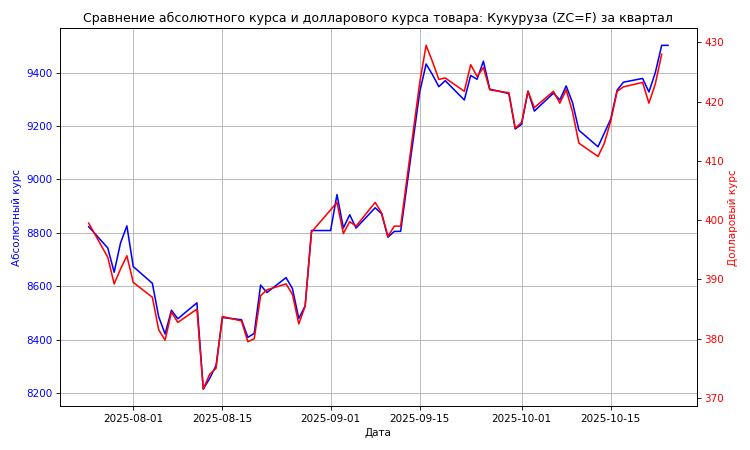 Сравнение абсолютного курса и долларового курса товара: Кукуруза (ZC=F) за квартал
Абсолютный курс
9400
9200
9000
8800
8600
8400
8200
430
420
410
400
390
380
370
Долларовый курс
2025-08-01 2025-08-15 2025-09-01 2025-09-15 2025-10-01 2025-10-15
Дата